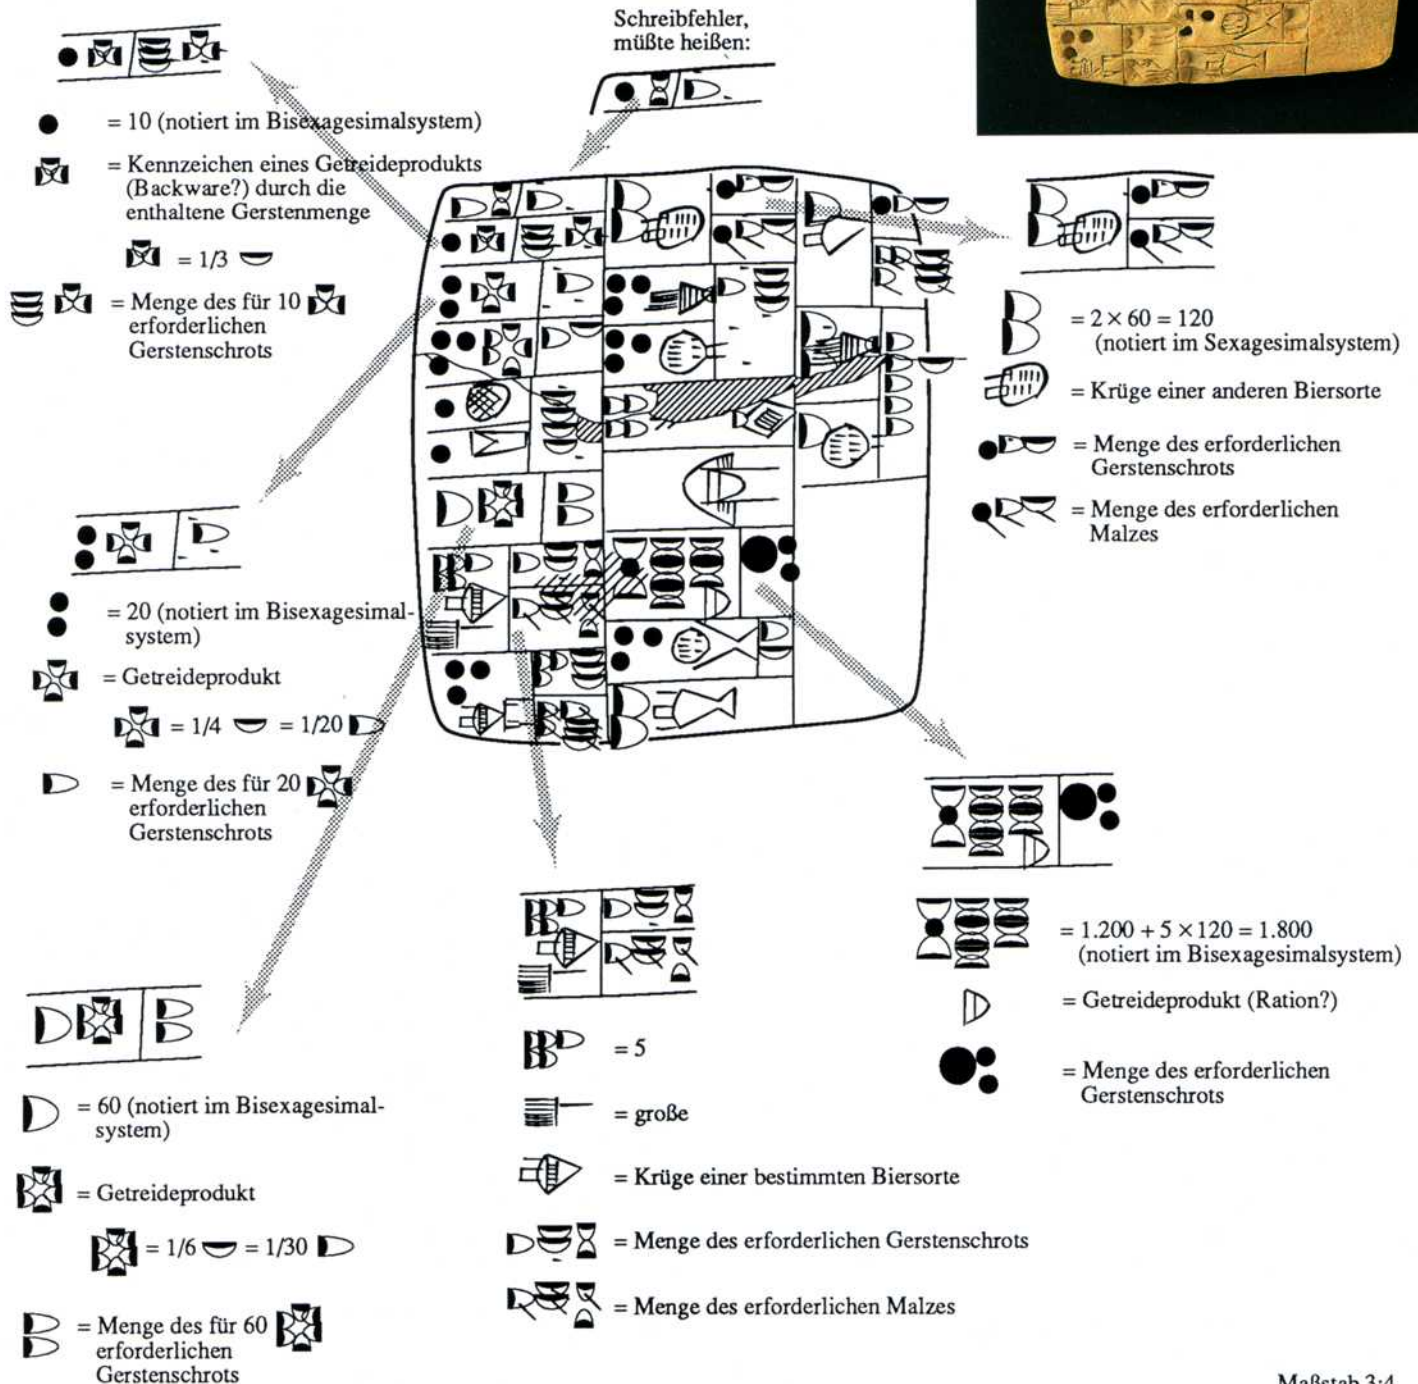 Schreibfehler,
müßte heißen:
= 10 (notiert im Bisexagesimalsystem)
= Kennzeichen eines Getreideprodukts
(Backware?) durch die
enthaltene Gerstenmenge
= 1/3
= Menge des für 10
erforderlichen
Gerstenschrots
= 20 (notiert im Bisexagesimal-
system)
= Getreideprodukt
= 1/4 = 1/20
= Menge des für 20
erforderlichen
Gerstenschrots
= 60 (notiert im Bisexagesimal-
system)
= Getreideprodukt
= 1/6 = 1/30
= Menge des für 60
erforderlichen
Gerstenschrots
= 5
= große
= Krüge einer bestimmten Biersorte
= Menge des erforderlichen Gerstenschrots
= Menge des erforderlichen Malzes
= 2 × 60 = 120
(notiert im Sexagesimalsystem)
= Krüge einer anderen Biersorte
= Menge des erforderlichen
Gerstenschrots
= Menge des erforderlichen
Malzes
= 1.200 + 5 × 120 = 1.800
(notiert im Bisexagesimalsystem)
= Getreideprodukt (Ration?)
= Menge des erforderlichen
Gerstenschrots
Maßstab 3:4